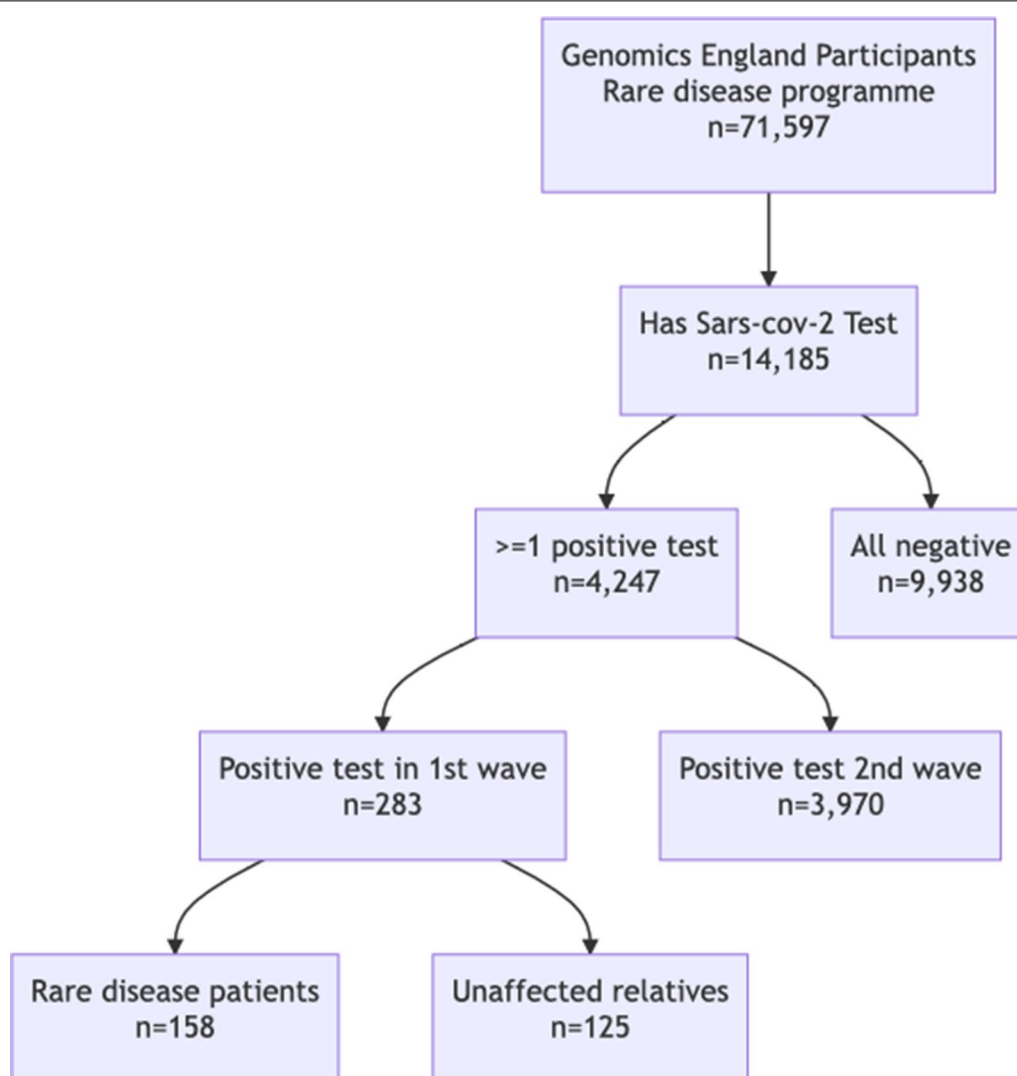 Genomics England Participants
Rare disease programme
n=71,597
Has Sars-cov-2 Test
n=14,185
>=1 positive test
n=4,247
All negative
n=9,938
Positive test in 1st wave
n=283
Positive test 2nd wave
n=3,970
Rare disease patients
n=158
Unaffected relatives
n=125